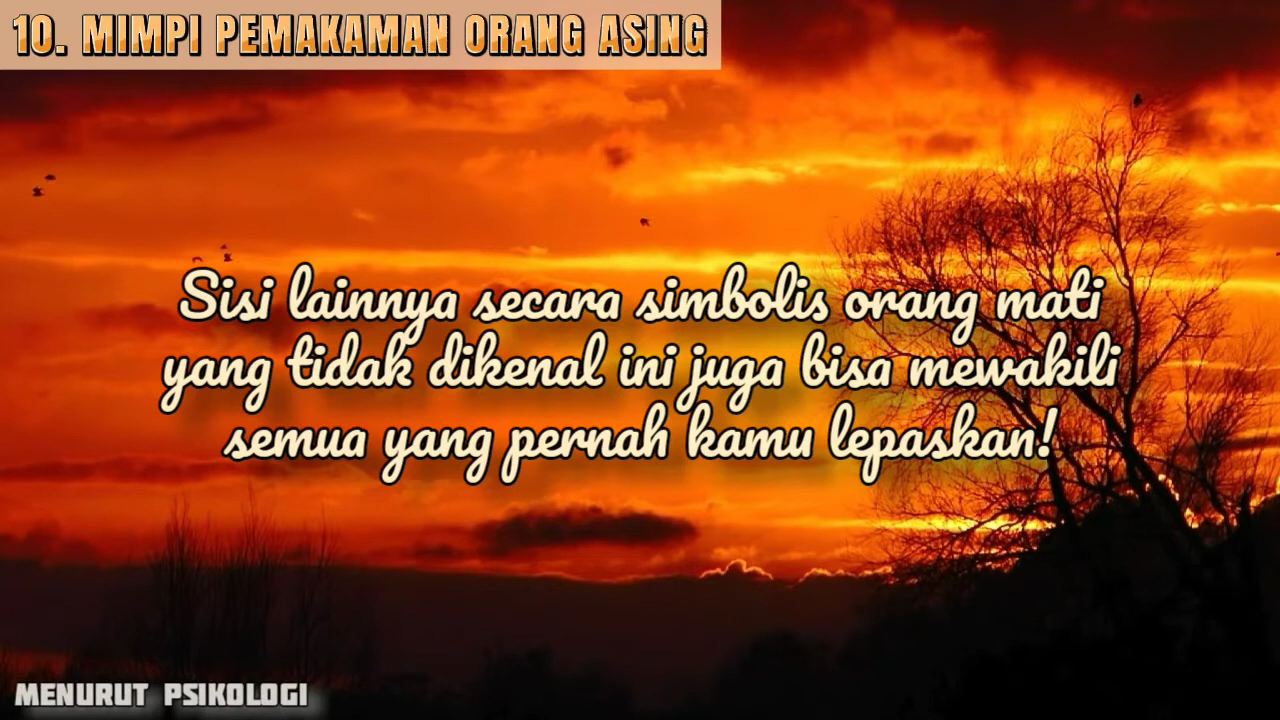 10. MIMPI PEMAKAMAN ORANG ASING
Sisi lainnya secara simbolis orang mati
yang tidak dikenal ini juga bisa mewakili
semua yang pernah kamu lepaskan!
MENURUT PSIKOLOGI